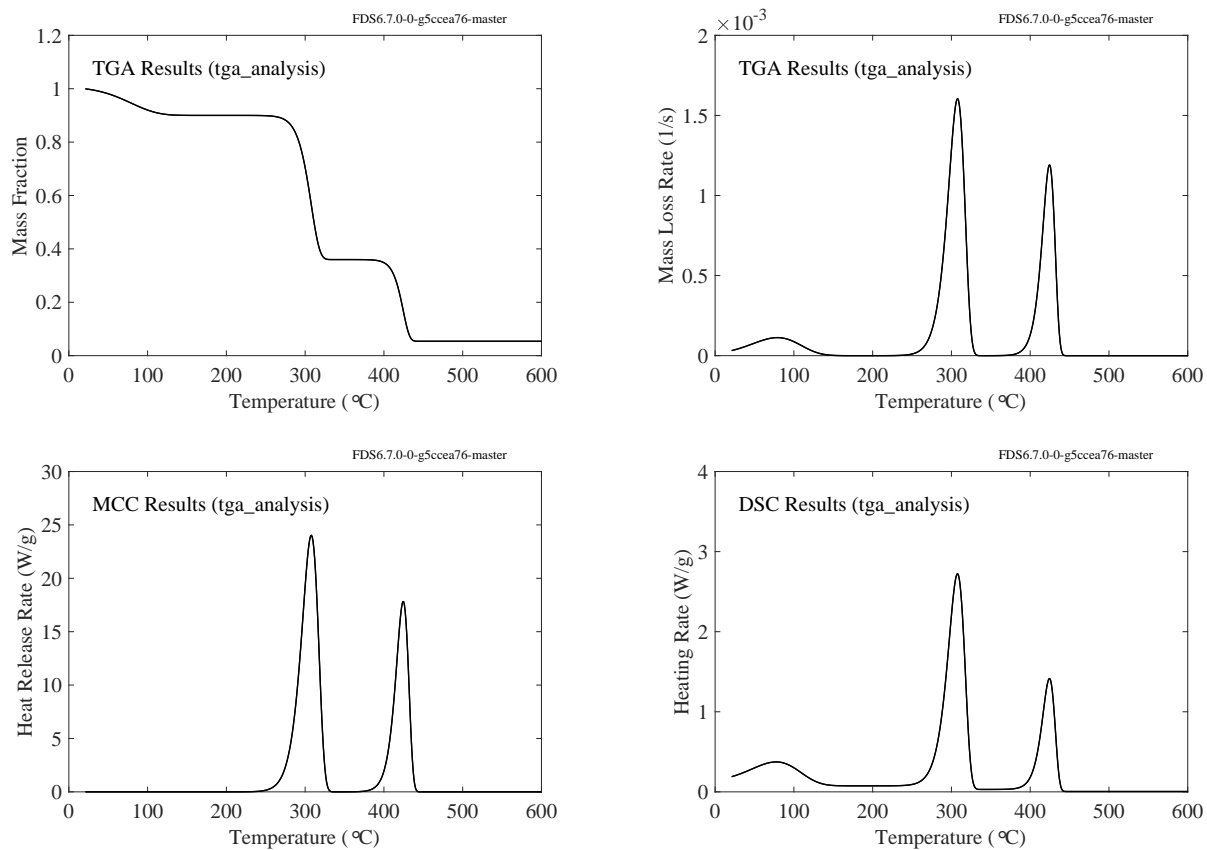 FDS6.7.0-0-g5ccea76-master
TGA Results (tga_analysis)
1.2
1
0.8
0.6
0.4
0.2
0
Mass Fraction
0 100 200 300 400 500 600
Temperature (°C)
FDS6.7.0-0-g5ccea76-master
×10⁻³
TGA Results (tga_analysis)
2
1.5
1
0.5
0
Mass Loss Rate (1/s)
0 100 200 300 400 500 600
Temperature (°C)
FDS6.7.0-0-g5ccea76-master
MCC Results (tga_analysis)
30
25
20
15
10
5
0
Heat Release Rate (W/g)
0 100 200 300 400 500 600
Temperature (°C)
FDS6.7.0-0-g5ccea76-master
DSC Results (tga_analysis)
4
3
2
1
0
Heating Rate (W/g)
0 100 200 300 400 500 600
Temperature (°C)